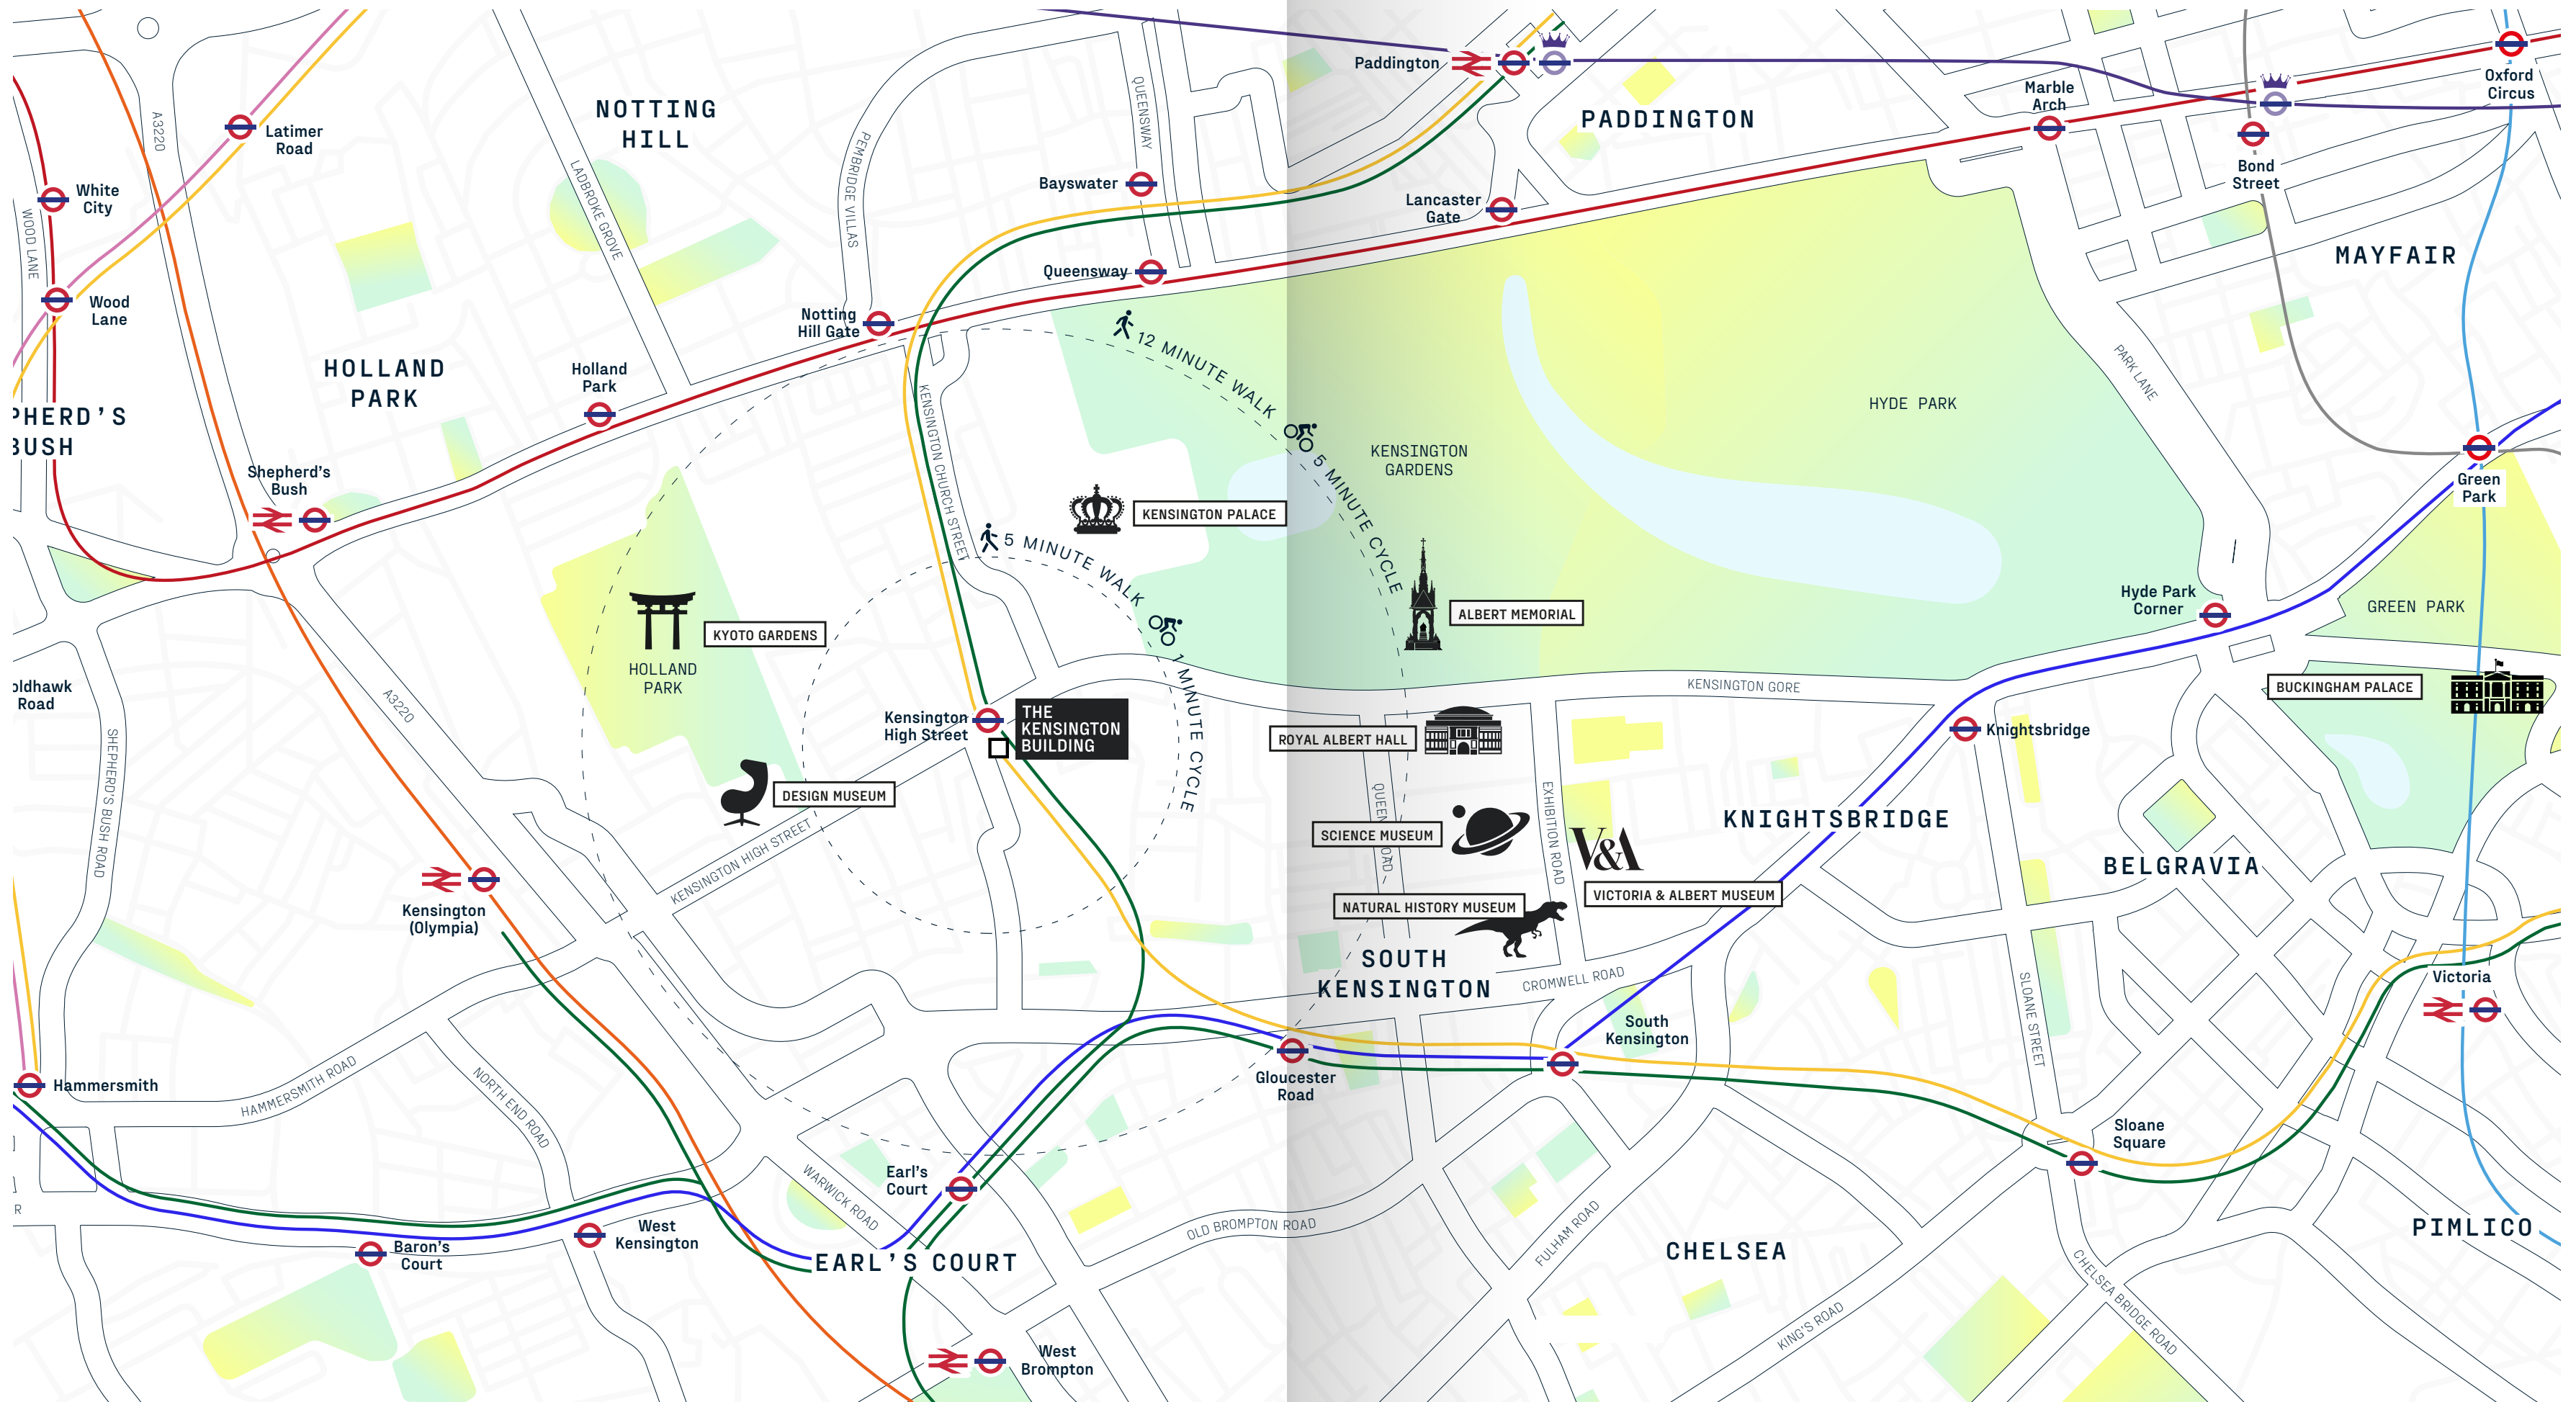 Paddington
Oxford
Circus
Marble
Arch
NOTTING
HILL
PADDINGTON
A3220
QUEENSWAY
Latimer
Road
Bond
Street
White
City
Bayswater
Lancaster
Gate
PEMBRIDGE VILLAS
LADBROKE GROVE
WOOD LANE
MAYFAIR
Queensway
Wood
Lane
Notting
Hill Gate
12 MINUTE WALK
HOLLAND
PARK
Holland
Park
PARK LANE
HYDE PARK
PHERD'S
BUSH
KENSINGTON CHURCH STREET
5 MINUTE CYCLE
KENSINGTON
GARDENS
Shepherd's
Bush
Green
Park
KENSINGTON PALACE
5 MINUTE WALK
Hyde Park
Corner
GREEN PARK
ALBERT MEMORIAL
KYOTO GARDENS
HOLLAND
PARK
1 MINUTE CYCLE
oldhawk
Road
A3220
KENSINGTON GORE
BUCKINGHAM PALACE
Kensington
High Street
THE
KENSINGTON
BUILDING
ROYAL ALBERT HALL
Knightsbridge
SHEPHERD'S BUSH ROAD
DESIGN MUSEUM
EXHIBITION ROAD
KNIGHTSBRIDGE
SCIENCE MUSEUM
V&A
KENSINGTON HIGH STREET
BELGRAVIA
VICTORIA & ALBERT MUSEUM
NATURAL HISTORY MUSEUM
Kensington
(Olympia)
SOUTH
KENSINGTON
CROMWELL ROAD
Victoria
SLOANE STREET
South
Kensington
Hammersmith
HAMMERSMITH ROAD
NORTH END ROAD
Gloucester
Road
Sloane
Square
Earl's
Court
WARWICK ROAD
OLD BROMPTON ROAD
FULHAM ROAD
R
West
Kensington
Baron's
Court
EARL'S COURT
CHELSEA
PIMLICO
KING'S ROAD
CHELSEA BRIDGE ROAD
West
Brompton